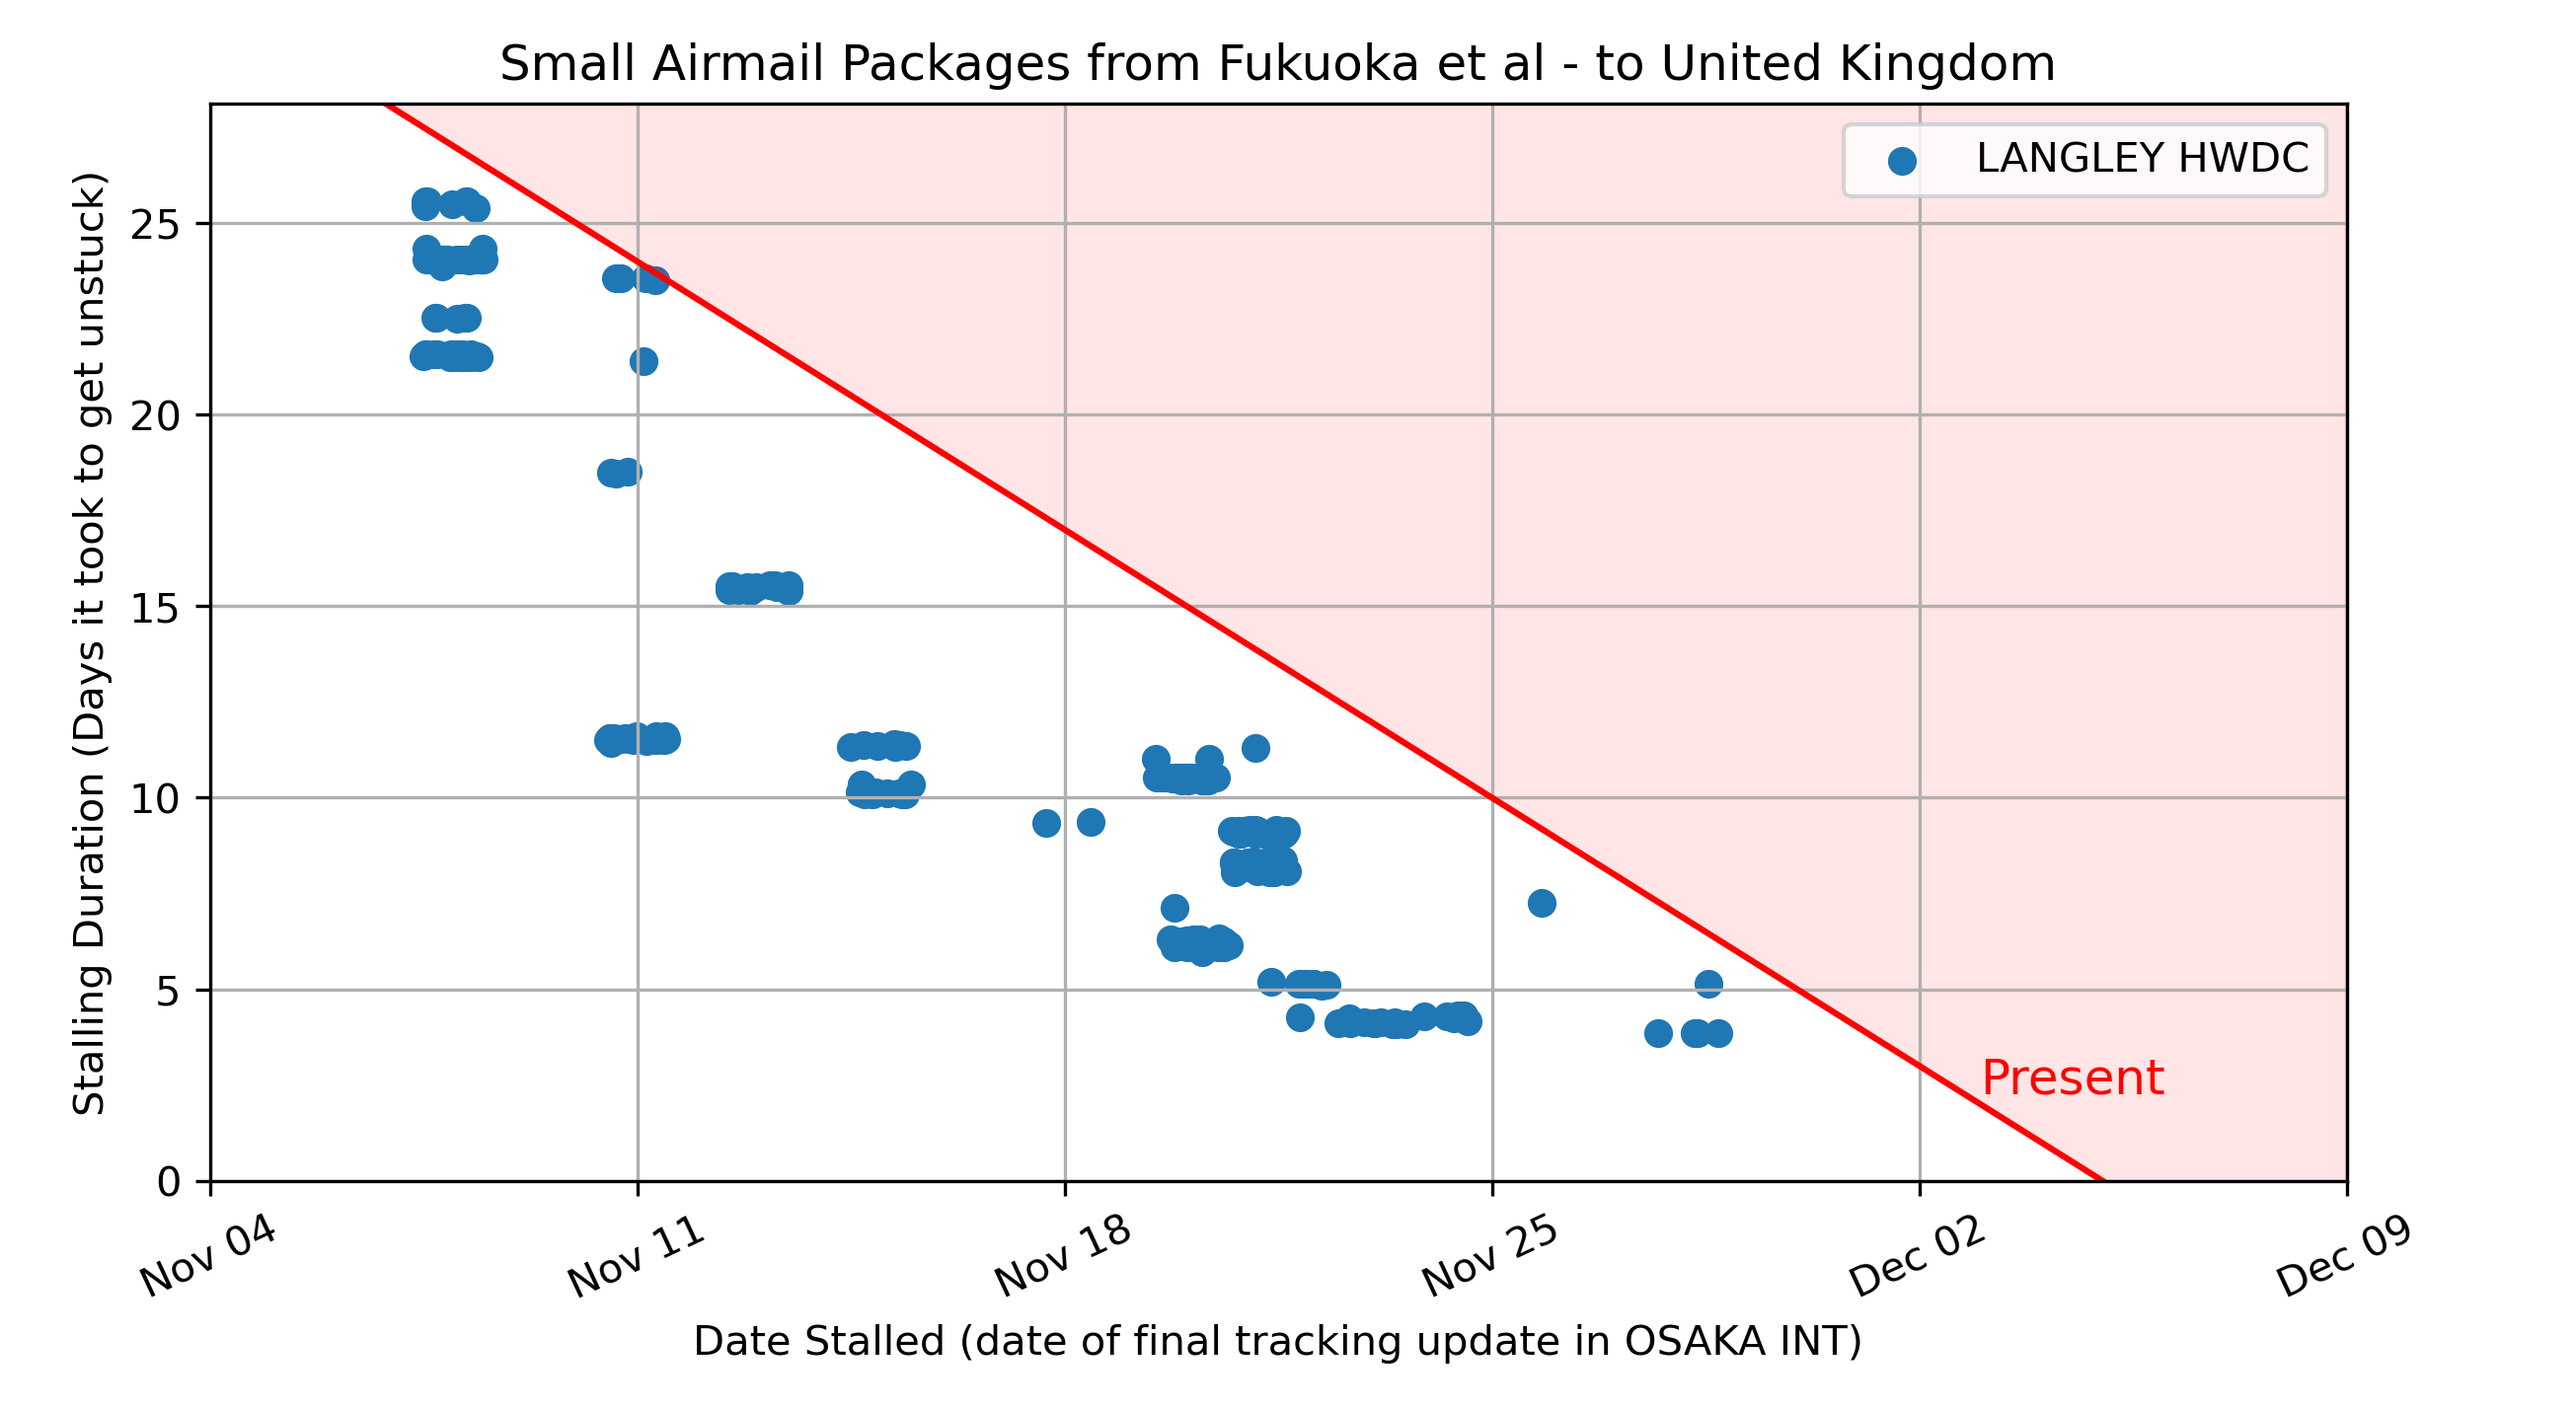 Small Airmail Packages from Fukuoka et al - to United Kingdom
LANGLEY HWDC
Stalling Duration (Days it took to get unstuck)
25
20
15
10
5
0
Present
Nov 04
Nov 11
Nov 18
Nov 25
Dec 02
Dec 09
Date Stalled (date of final tracking update in OSAKA INT)